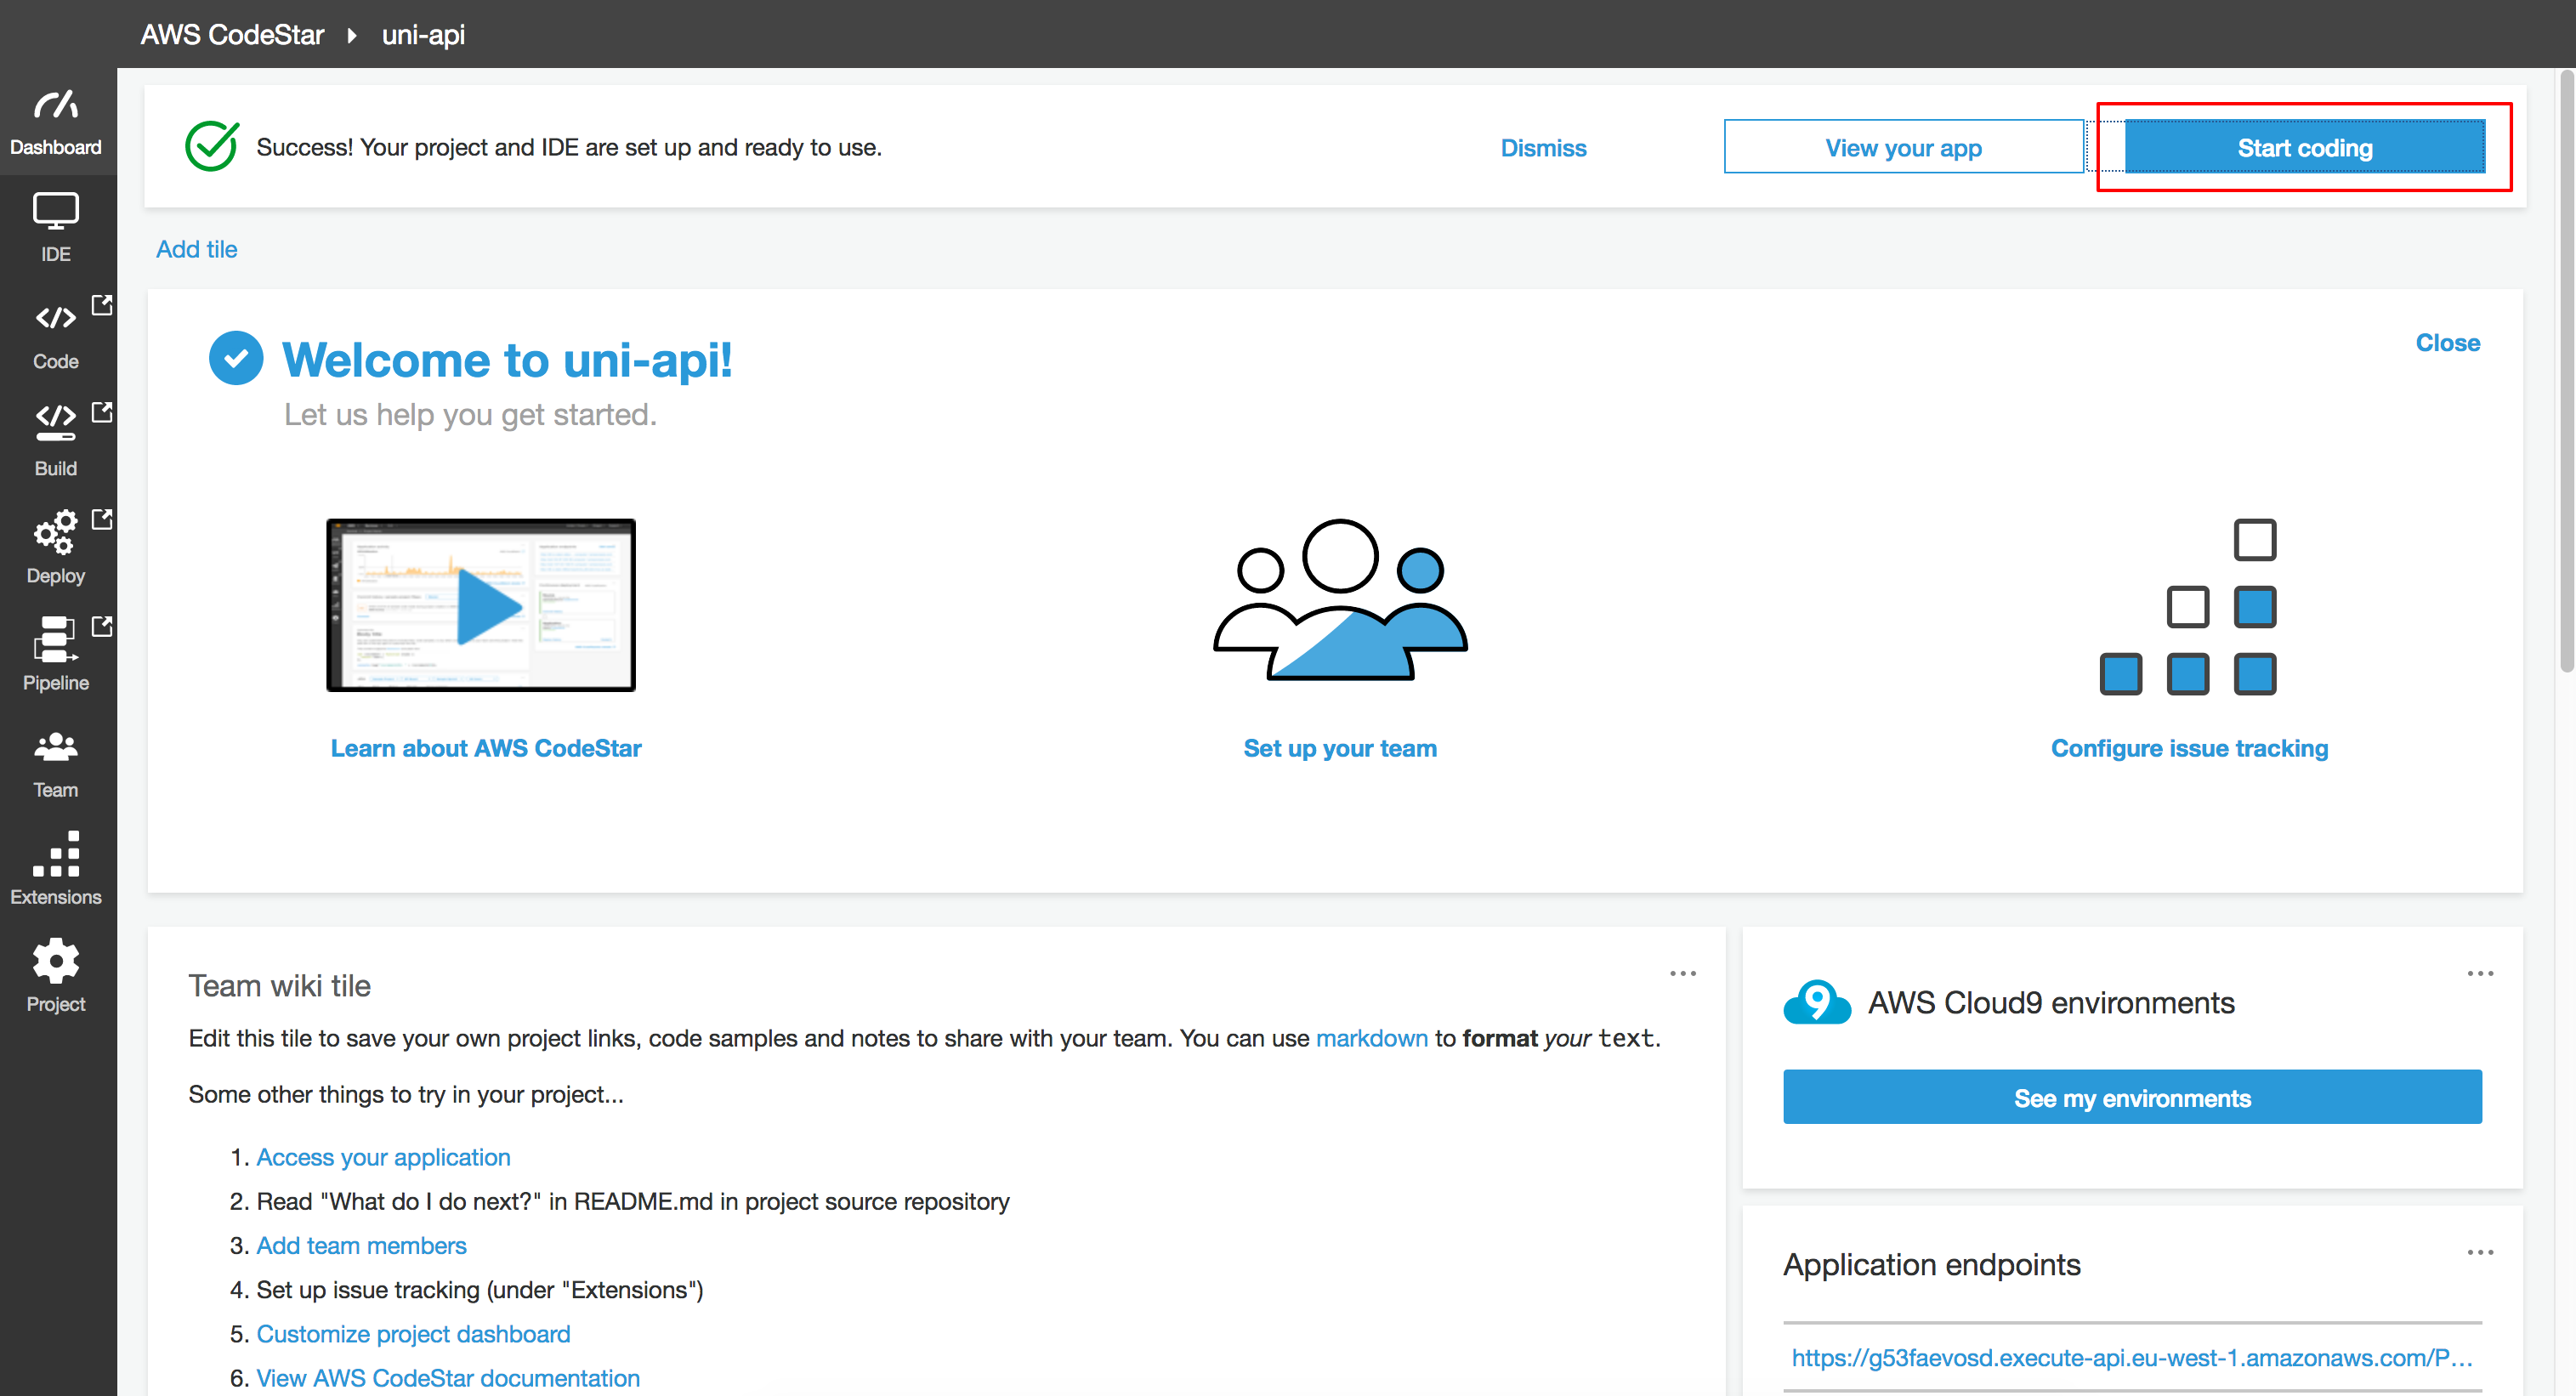 AWS CodeStar uni-api
Dashboard
IDE
Code
Build
Deploy
Pipeline
Team
Extensions
Project
Success! Your project and IDE are set up and ready to use.
Dismiss
View your app
Start coding
Add tile
Welcome to uni-api!
Close
Let us help you get started.
Learn about AWS CodeStar
Set up your team
Configure issue tracking
Team wiki tile
Edit this tile to save your own project links, code samples and notes to share with your team. You can use markdown to format your text.
Some other things to try in your project...
1. Access your application
2. Read "What do I do next?" in README.md in project source repository
3. Add team members
4. Set up issue tracking (under "Extensions")
5. Customize project dashboard
6. View AWS CodeStar documentation
9 AWS Cloud9 environments
See my environments
Application endpoints
https://g53faevosd.execute-api.eu-west-1.amazonaws.com/P...